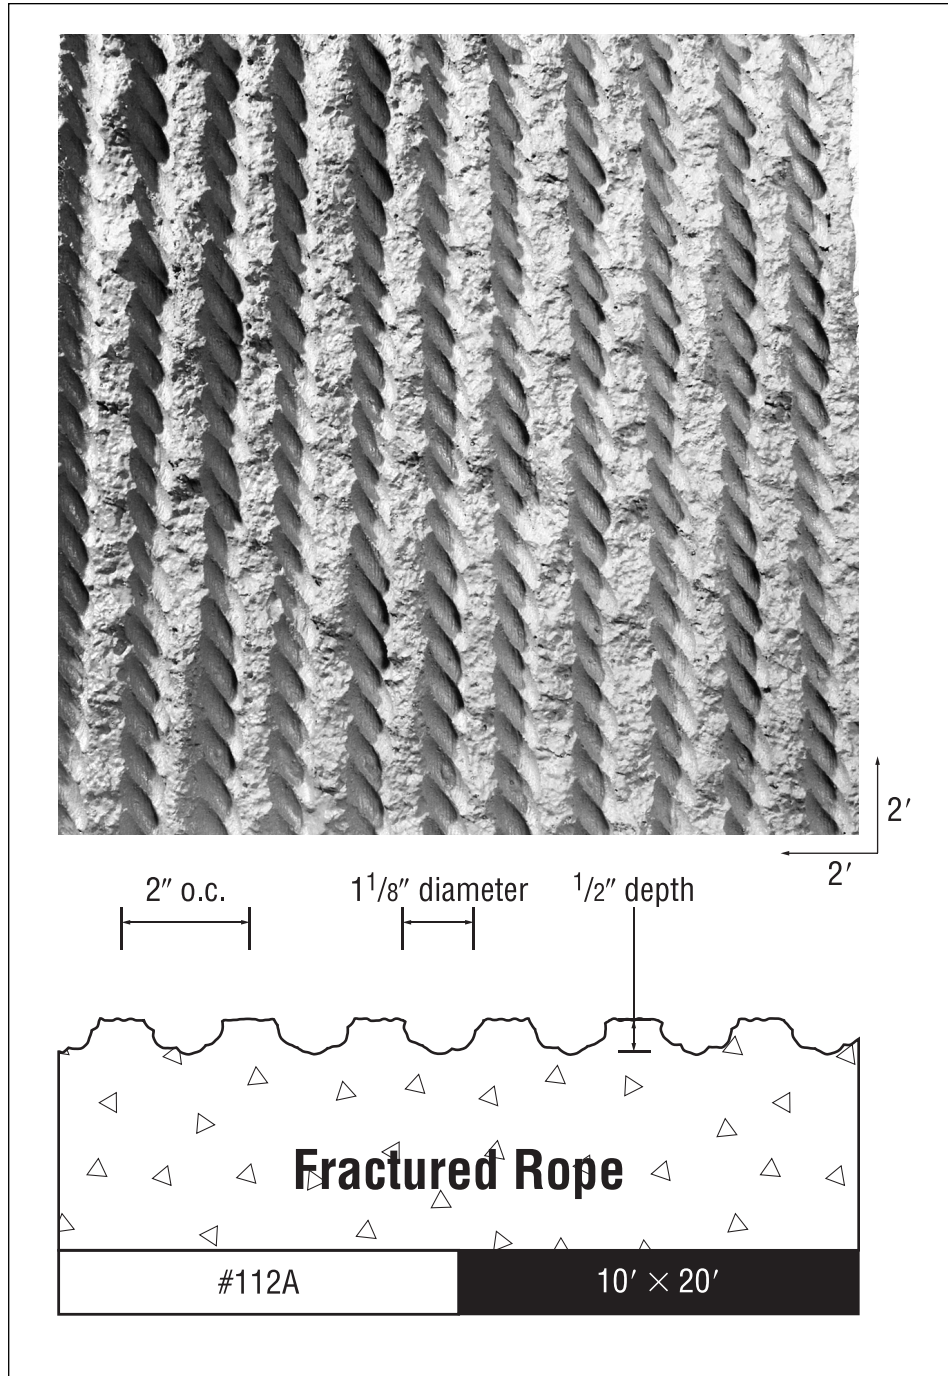 2′
2′
2″ o.c.
1 1/8″ diameter
1/2″ depth
Fractured Rope
#112A
10′ × 20′